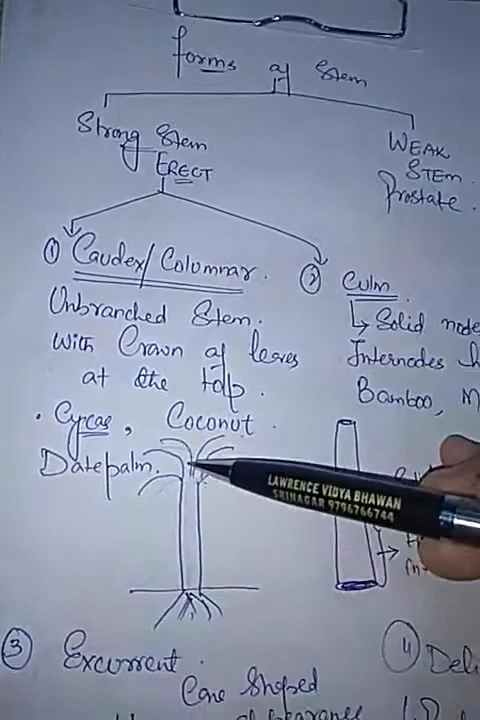 forms of Stem
Strong Stem
ERECT
WEAK
STEM
Prostate.
① Caudex/Columnar.
Unbranched Stem.
With Crown of leaves
at the top.
• Cycas, Coconut.
Datepalm.
② Culm
↳ Solid node
Internodes
Bamboo, M
LAWRENCE VIDYA BHAWAN
SRINAGAR 9796766744
③ Excurrent.
Cone Shaped
④